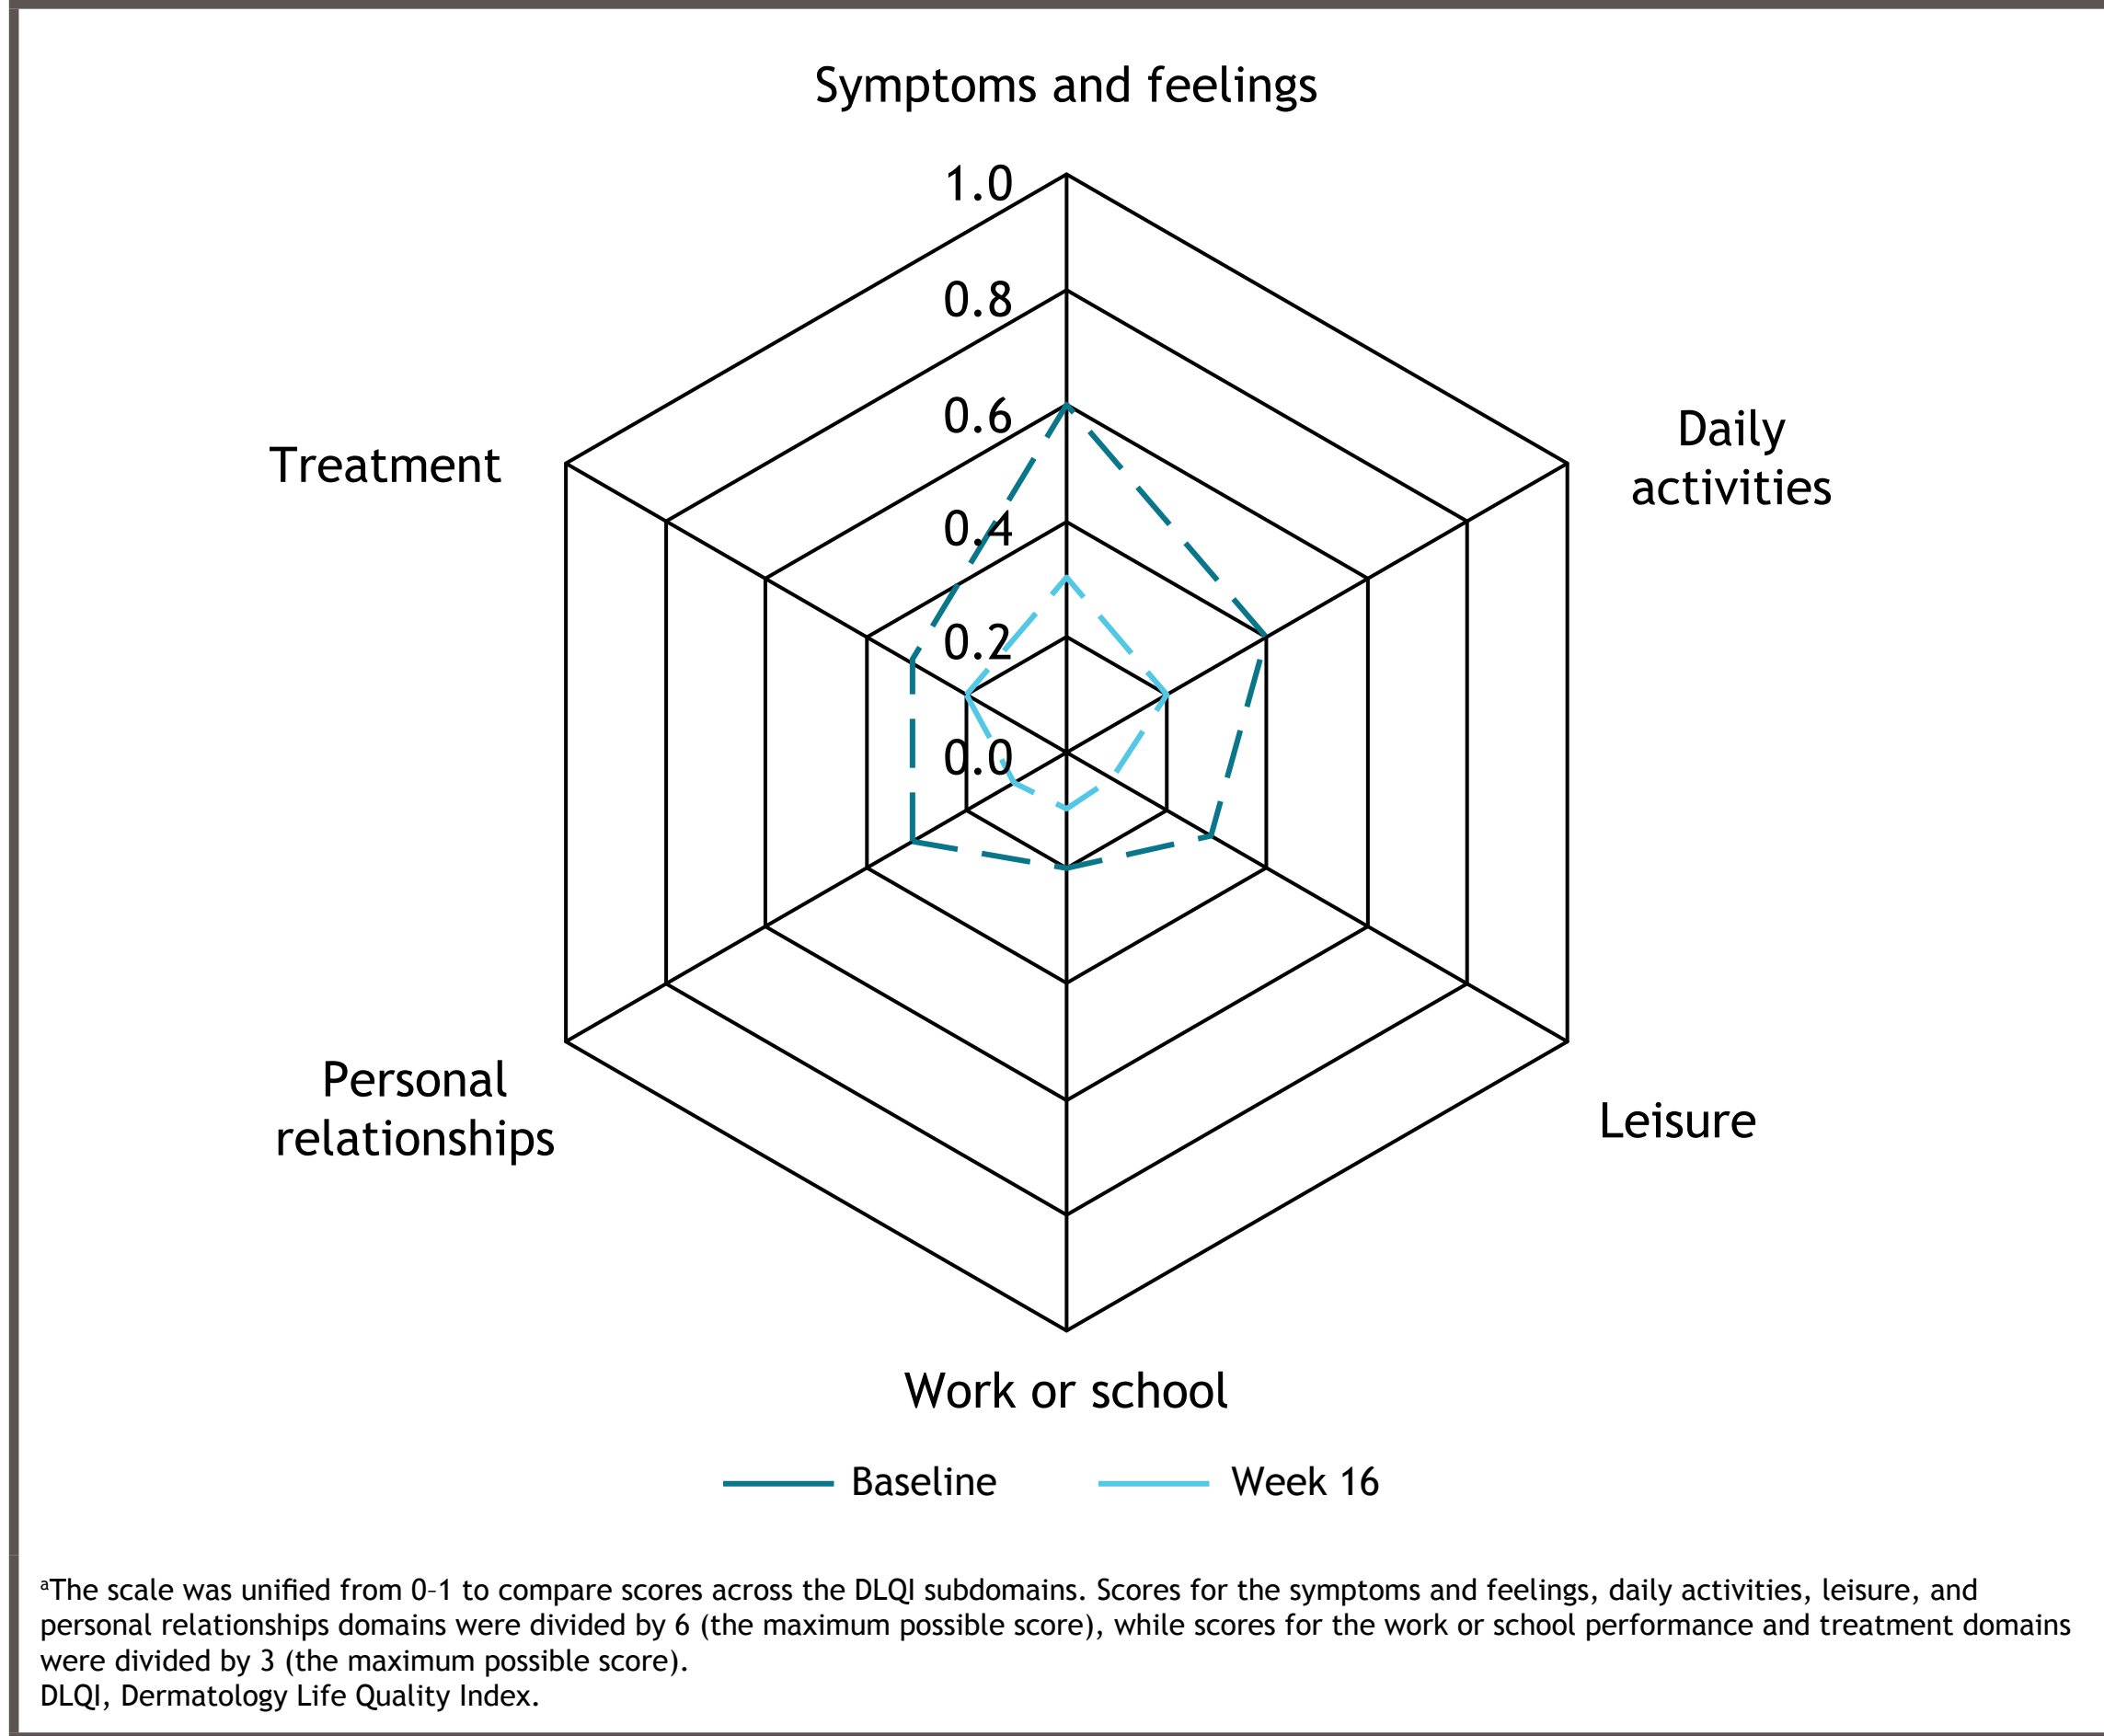 Symptoms and feelings
1.0
0.8
0.6
0.4
0.2
0.0
Daily
activities
Treatment
Personal
relationships
Leisure
Work or school
Baseline
Week 16
ᵃThe scale was unified from 0–1 to compare scores across the DLQI subdomains. Scores for the symptoms and feelings, daily activities, leisure, and
personal relationships domains were divided by 6 (the maximum possible score), while scores for the work or school performance and treatment domains
were divided by 3 (the maximum possible score).
DLQI, Dermatology Life Quality Index.